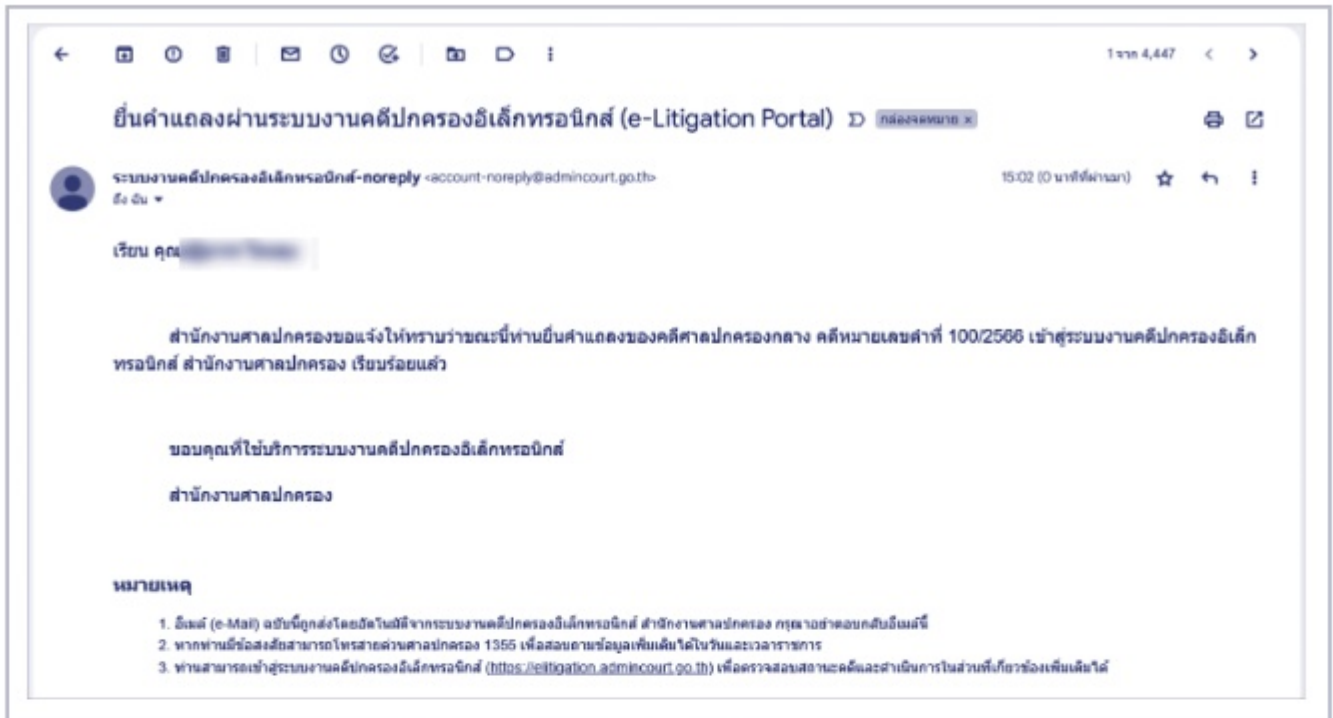 1 จาก 4,447
ยื่นคำแถลงผ่านระบบงานคดีปกครองอิเล็กทรอนิกส์ (e-Litigation Portal) กล่องจดหมาย x
ระบบงานคดีปกครองอิเล็กทรอนิกส์-noreply <account-noreply@admincourt.go.th> 15:02 (0 นาทีที่ผ่านมา)
ถึง ฉัน
เรียน คุณ
สำนักงานศาลปกครองขอแจ้งให้ทราบว่าขณะนี้ท่านยื่นคำแถลงของคดีศาลปกครองกลาง คดีหมายเลขดำที่ 100/2566 เข้าสู่ระบบงานคดีปกครองอิเล็ก
ทรอนิกส์ สำนักงานศาลปกครอง เรียบร้อยแล้ว
ขอบคุณที่ใช้บริการระบบงานคดีปกครองอิเล็กทรอนิกส์
สำนักงานศาลปกครอง
หมายเหตุ
1. อีเมล์ (e-Mail) ฉบับนี้ถูกส่งโดยอัตโนมัติจากระบบงานคดีปกครองอิเล็กทรอนิกส์ สำนักงานศาลปกครอง กรุณาอย่าตอบกลับอีเมล์นี้
2. หากท่านมีข้อสงสัยสามารถโทรสายด่วนศาลปกครอง 1355 เพื่อสอบถามข้อมูลเพิ่มเติมได้ในวันและเวลาราชการ
3. ท่านสามารถเข้าสู่ระบบงานคดีปกครองอิเล็กทรอนิกส์ (https://elitigation.admincourt.go.th) เพื่อตรวจสอบสถานะคดีและดำเนินการในส่วนที่เกี่ยวข้องเพิ่มเติมได้